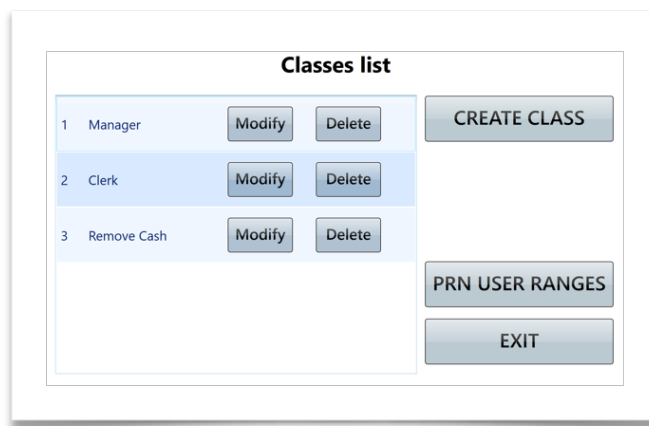 Classes list
1 Manager Modify Delete
CREATE CLASS
2 Clerk Modify Delete
3 Remove Cash Modify Delete
PRN USER RANGES
EXIT